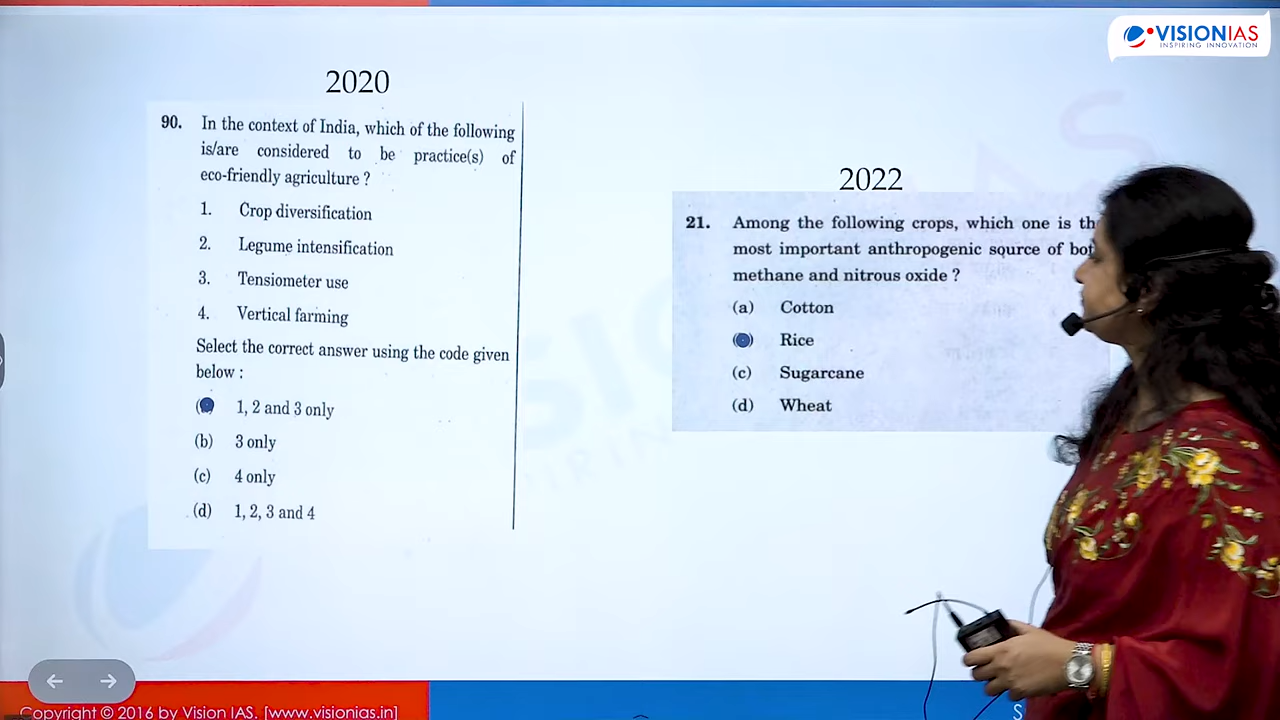 VISIONIAS
INSPIRING INNOVATION
2020
90. In the context of India, which of the following
is/are considered to be practice(s) of
eco-friendly agriculture ?
1. Crop diversification
2. Legume intensification
3. Tensiometer use
4. Vertical farming
Select the correct answer using the code given
below :
1, 2 and 3 only
(b) 3 only
(c) 4 only
(d) 1, 2, 3 and 4
2022
21. Among the following crops, which one is th
most important anthropogenic source of bot
methane and nitrous oxide ?
(a) Cotton
Rice
(c) Sugarcane
(d) Wheat
Copyright © 2016 by Vision IAS. [www.visionias.in]
S